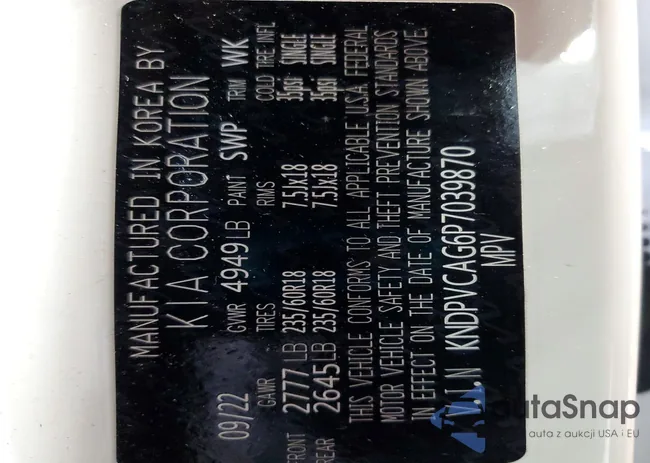 MANUFACTURED IN KOREA BY
KIA CORPORATION
09/22 GVWR 4949LB PAINT SWP TRIM WK
GAWR TIRES RIMS COLD TIRE INFL
FRONT 2777LB 235/60R18 7.5Jx18 35psi SINGLE
REAR 2645LB 235/60R18 7.5Jx18 35psi SINGLE
THIS VEHICLE CONFORMS TO ALL APPLICABLE U.S.A. FEDERAL
MOTOR VEHICLE SAFETY AND THEFT PREVENTION STANDARDS
IN EFFECT ON THE DATE OF MANUFACTURE SHOWN ABOVE.
V.I.N KNDPVCAG6P7039870
MPV
autaSnap
auta z aukcji USA i EU